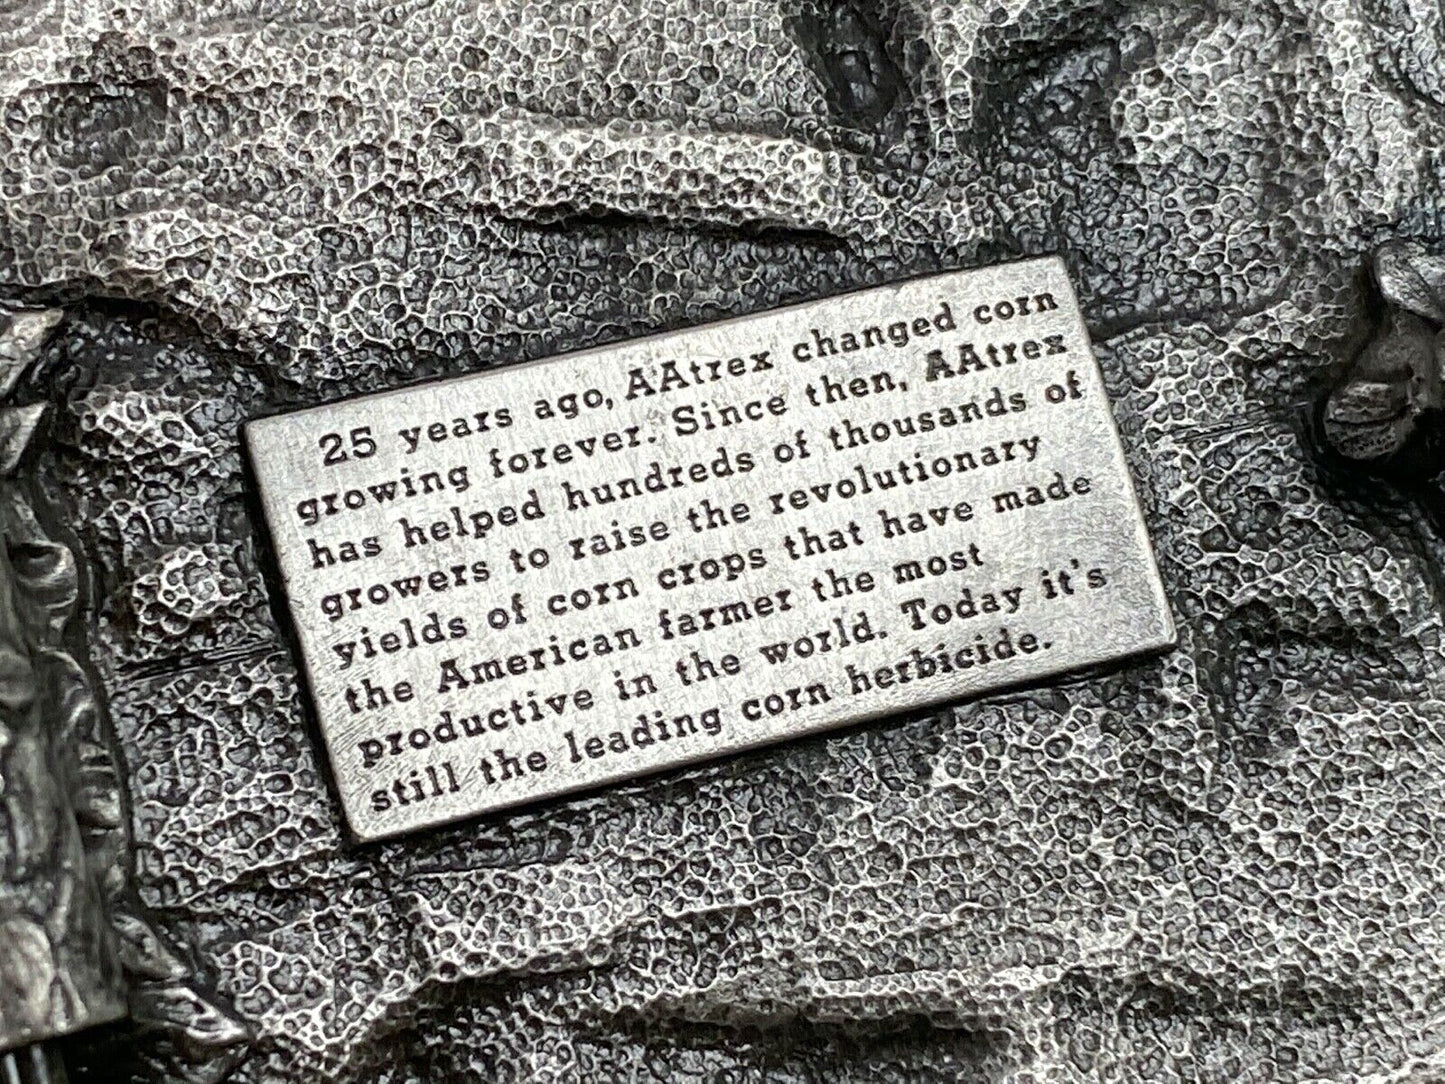 25 years ago, AAtrex changed corn
growing forever. Since then, AAtrex
has helped hundreds of thousands of
growers to raise the revolutionary
yields of corn crops that have made
the American farmer the most
productive in the world. Today it's
still the leading corn herbicide.